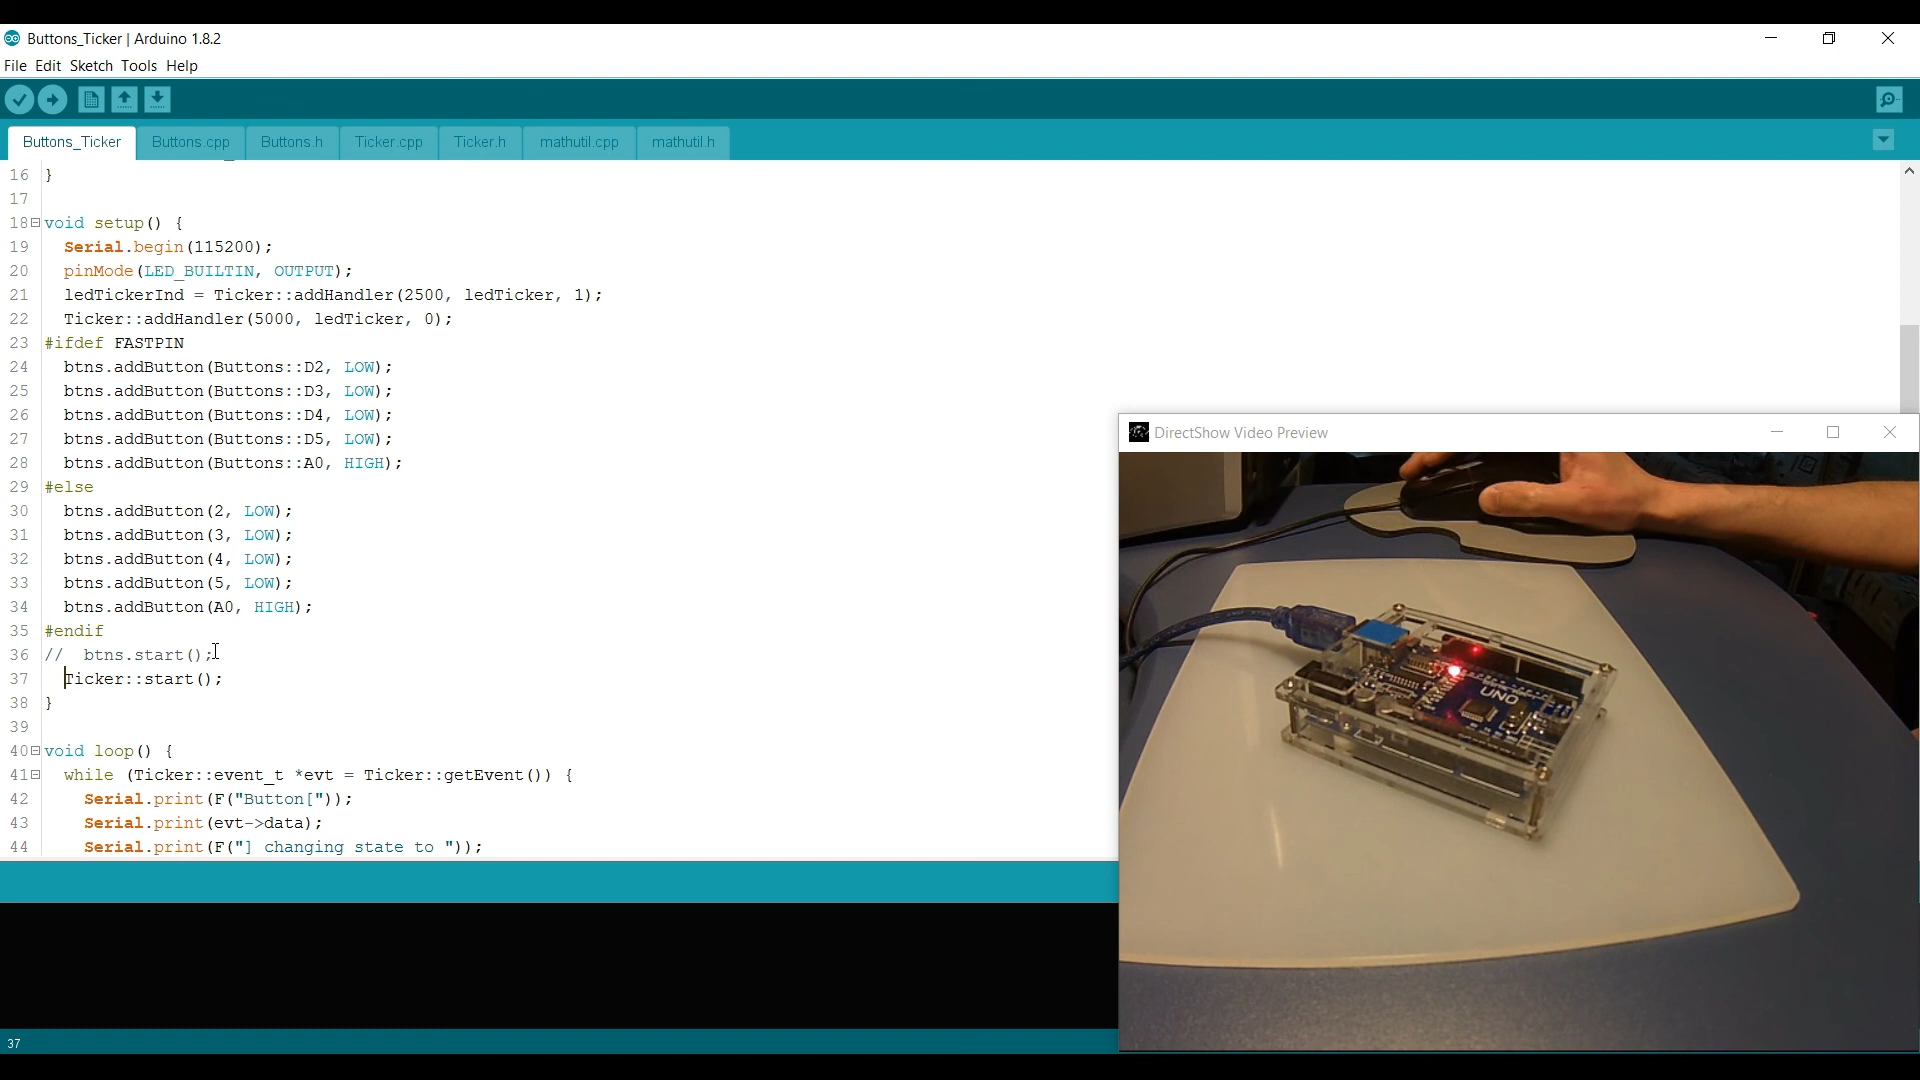 Buttons_Ticker | Arduino 1.8.2
File Edit Sketch Tools Help
Buttons_Ticker Buttons.cpp Buttons.h Ticker.cpp Ticker.h mathutil.cpp mathutil.h
16 }
17
18 void setup() {
19 Serial.begin(115200);
20 pinMode(LED_BUILTIN, OUTPUT);
21 ledTickerInd = Ticker::addHandler(2500, ledTicker, 1);
22 Ticker::addHandler(5000, ledTicker, 0);
23 #ifdef FASTPIN
24 btns.addButton(Buttons::D2, LOW);
25 btns.addButton(Buttons::D3, LOW);
26 btns.addButton(Buttons::D4, LOW);
27 btns.addButton(Buttons::D5, LOW);
28 btns.addButton(Buttons::A0, HIGH);
29 #else
30 btns.addButton(2, LOW);
31 btns.addButton(3, LOW);
32 btns.addButton(4, LOW);
33 btns.addButton(5, LOW);
34 btns.addButton(A0, HIGH);
35 #endif
36 // btns.start();
37 Ticker::start();
38 }
39
40 void loop() {
41 while (Ticker::event_t *evt = Ticker::getEvent()) {
42 Serial.print(F("Button["));
43 Serial.print(evt->data);
44 Serial.print(F("] changing state to "));
DirectShow Video Preview
UNO
37